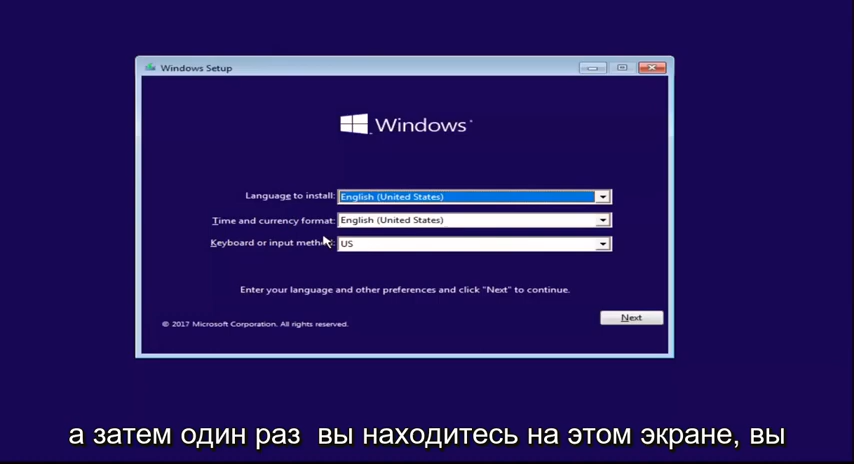 Windows Setup
Windows
Language to install: English (United States)
Time and currency format: English (United States)
Keyboard or input method: US
Enter your language and other preferences and click "Next" to continue.
Next
© 2017 Microsoft Corporation. All rights reserved.
а затем один раз вы находитесь на этом экране, вы